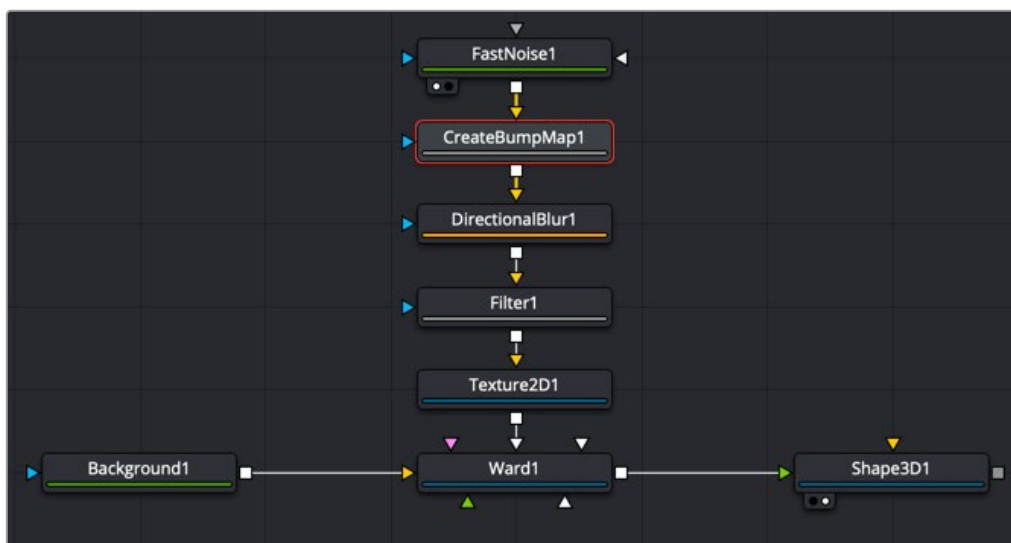 FastNoise1
CreateBumpMap1
DirectionalBlur1
Filter1
Texture2D1
Background1
Ward1
Shape3D1